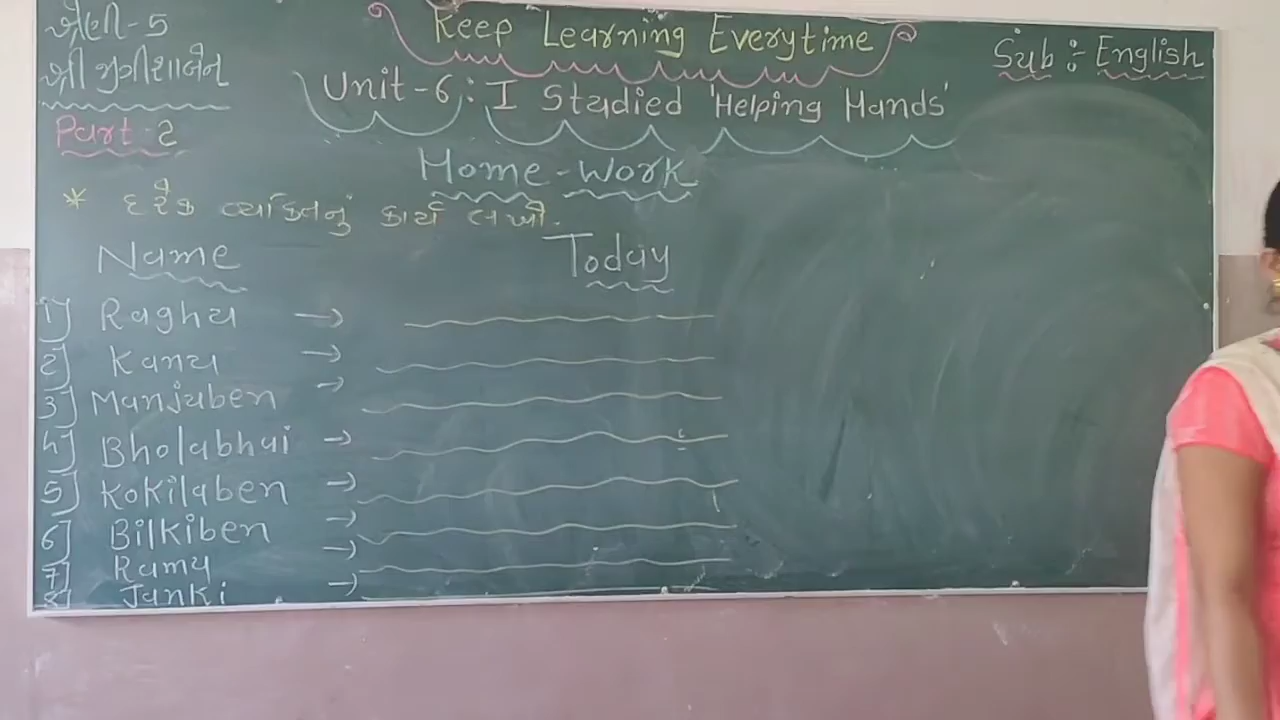 ધોરણ-5
Keep Learning Everytime
Sub : English
શ્રી
Unit-6 : I Studied 'Helping Hands'
Part-2
Home-Work
* દરેક વ્યક્તિનું કાર્ય લખો.
Name Today
1] Raghu →
2] Kanu →
3] Manjuben →
4] Bholabhai →
5] Kokilaben →
6] Bilkiben →
7] Ramu →
8] Janki →